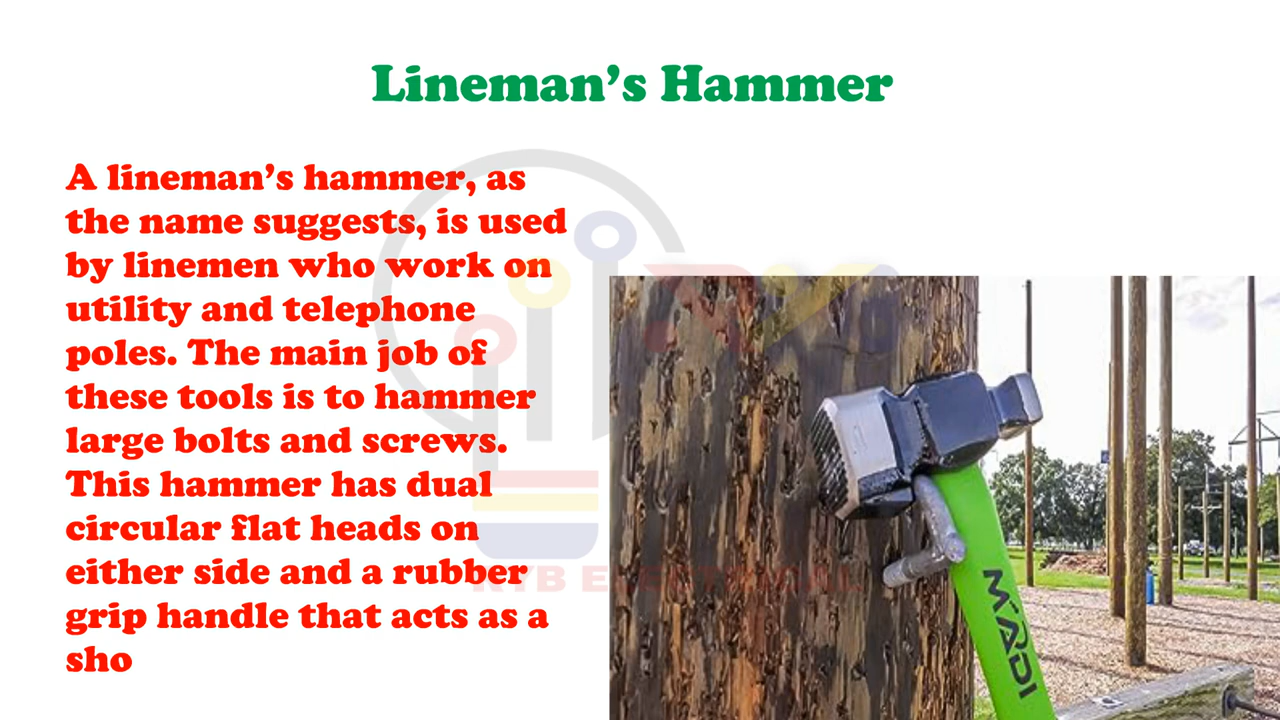 Lineman’s Hammer
A lineman’s hammer, as
the name suggests, is used
by linemen who work on
utility and telephone
poles. The main job of
these tools is to hammer
large bolts and screws.
This hammer has dual
circular flat heads on
either side and a rubber
grip handle that acts as a
sho
RYB ELECTRICAL
MADI